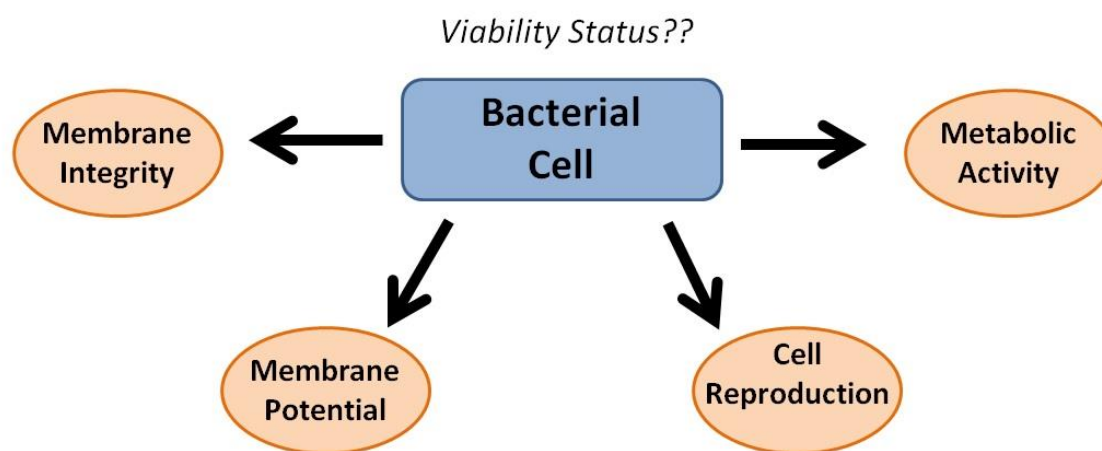 Viability Status??
Bacterial
Cell
Membrane
Integrity
Metabolic
Activity
Membrane
Potential
Cell
Reproduction